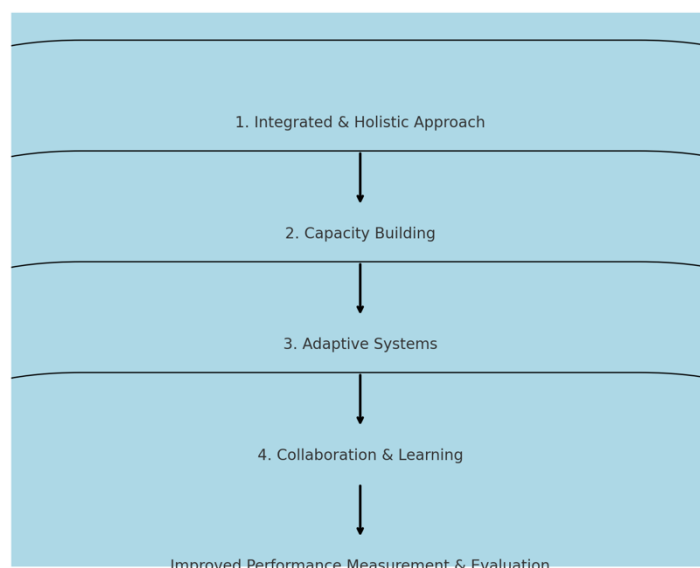 1. Integrated & Holistic Approach
2. Capacity Building
3. Adaptive Systems
4. Collaboration & Learning
Improved Performance Measurement & Evaluation